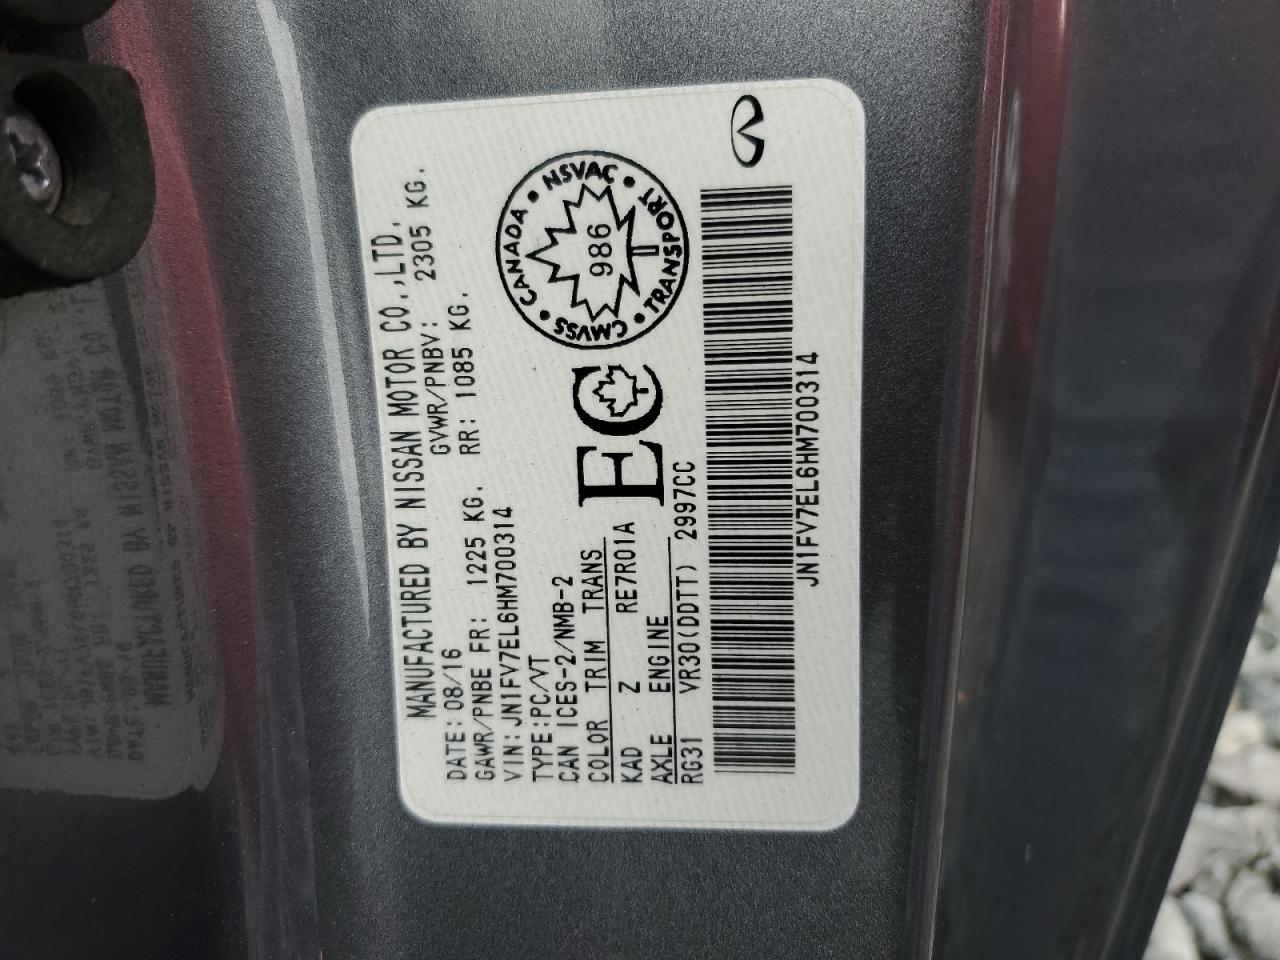 MANUFACTURED BY NISSAN MOTOR CO.,LTD.
DATE:08/16 GVWR/PNBV: 2305 KG.
GAWR/PNBE FR: 1225 KG. RR: 1085 KG.
VIN:JN1FV7EL6HM700314
TYPE:PC/VT
CAN ICES-2/NMB-2
COLOR TRIM TRANS
KAD Z RE7R01A
AXLE ENGINE
RG31 VR30(DDTT) 2997CC
EC
CANADA • NSVAC • TRANSPORT • CMVSS •
986
JN1FV7EL6HM700314